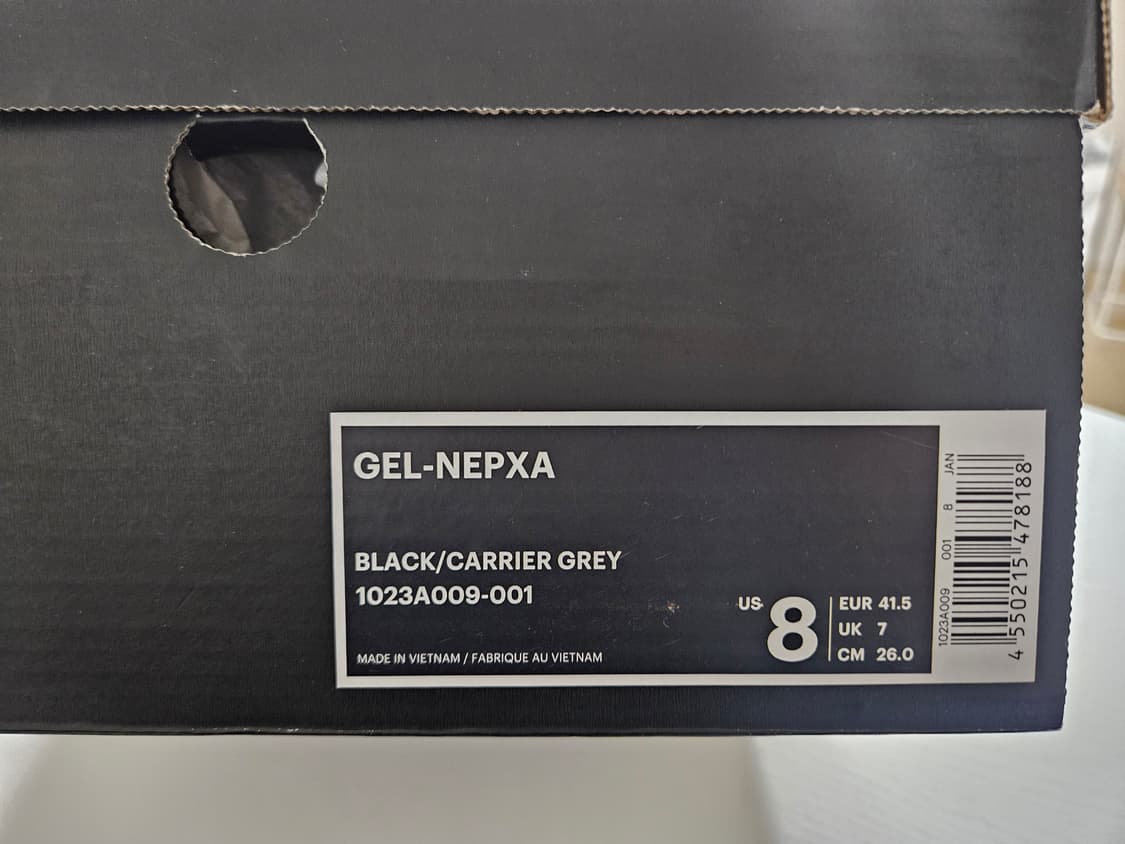 GEL-NEPXA
BLACK/CARRIER GREY
1023A009-001
MADE IN VIETNAM / FABRIQUE AU VIETNAM
US 8
EUR 41.5
UK 7
CM 26.0
1023A009 001 8 JAN
4 550215 478188